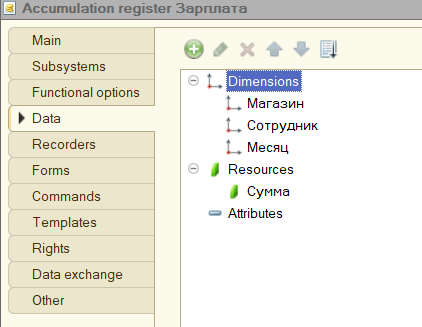 Accumulation register Зарплата
Main
Subsystems
Functional options
Data
Recorders
Forms
Commands
Templates
Rights
Data exchange
Other
Dimensions
Магазин
Сотрудник
Месяц
Resources
Сумма
Attributes